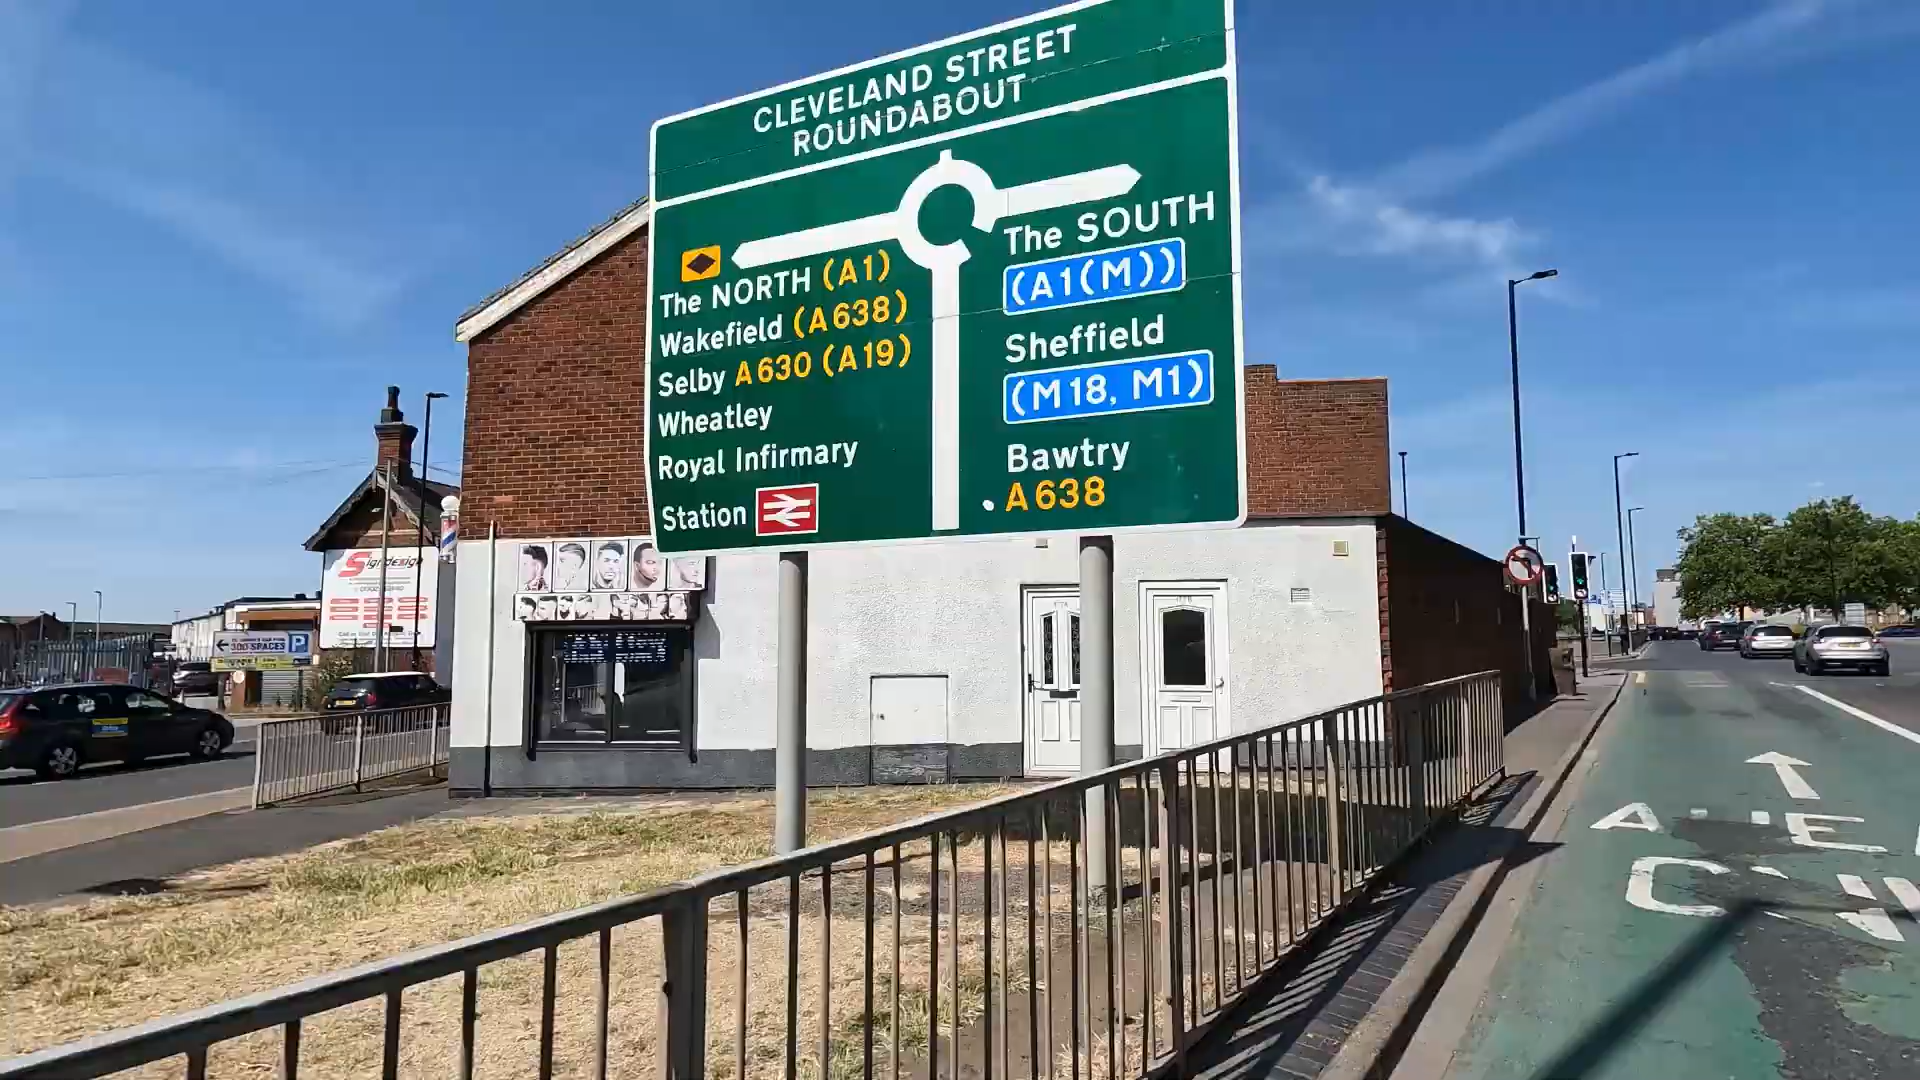 CLEVELAND STREET
ROUNDABOUT
The NORTH (A1)
Wakefield (A638)
Selby A630 (A19)
Wheatley
Royal Infirmary
Station
The SOUTH
(A1(M))
Sheffield
(M18, M1)
Bawtry
A638
Signdesign
300 SPACES
P